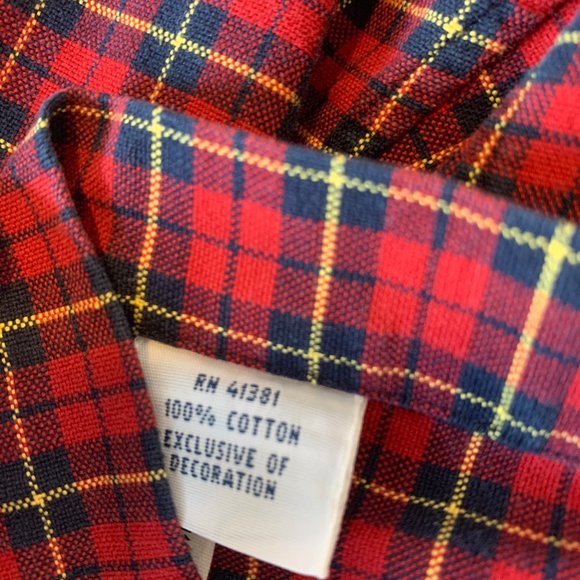 RN 41381
100% COTTON
EXCLUSIVE OF
DECORATION